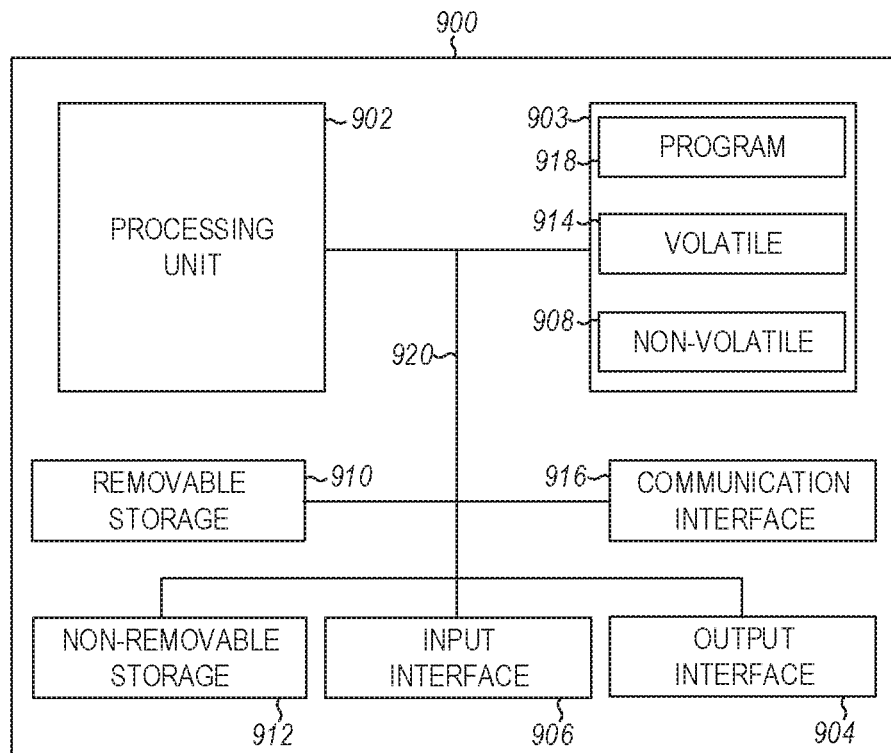 900
902
903
PROGRAM
918
PROCESSING
UNIT
914
VOLATILE
908
NON-VOLATILE
920
REMOVABLE
STORAGE
910
916
COMMUNICATION
INTERFACE
NON-REMOVABLE
STORAGE
INPUT
INTERFACE
OUTPUT
INTERFACE
912
906
904